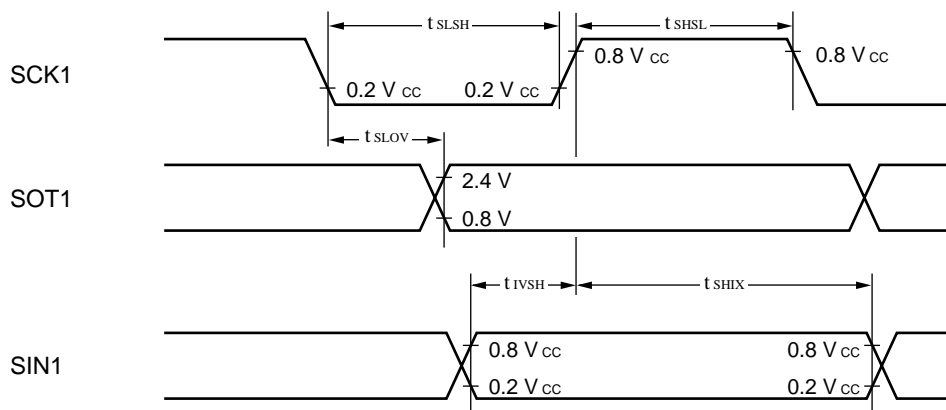 t SLSH
t SHSL
SCK1
0.8 V CC
0.8 V CC
0.2 V CC
0.2 V CC
t SLOV
SOT1
2.4 V
0.8 V
t IVSH
t SHIX
SIN1
0.8 V CC
0.8 V CC
0.2 V CC
0.2 V CC